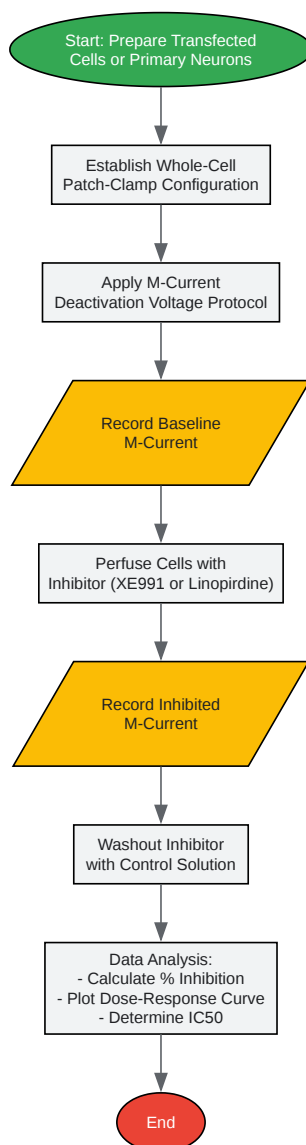 Start: Prepare Transfected
Cells or Primary Neurons
Establish Whole-Cell
Patch-Clamp Configuration
Apply M-Current
Deactivation Voltage Protocol
Record Baseline
M-Current
Perfuse Cells with
Inhibitor (XE991 or Linopirdine)
Record Inhibited
M-Current
Washout Inhibitor
with Control Solution
Data Analysis:
- Calculate % Inhibition
- Plot Dose-Response Curve
- Determine IC50
End